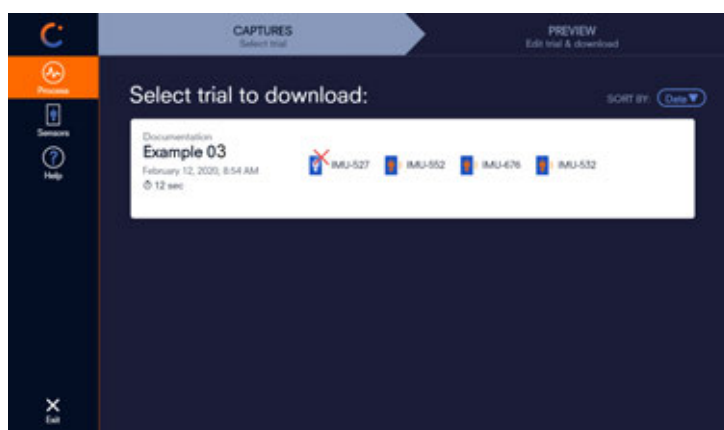 CAPTURES
Select trial
PREVIEW
Edit trial & download
Process
Sensors
Help
Exit
Select trial to download:
SORT BY: Date
Documentation
Example 03
February 12, 2020, 8:54 AM
12 sec
IMU-527
IMU-552
IMU-676
IMU-532